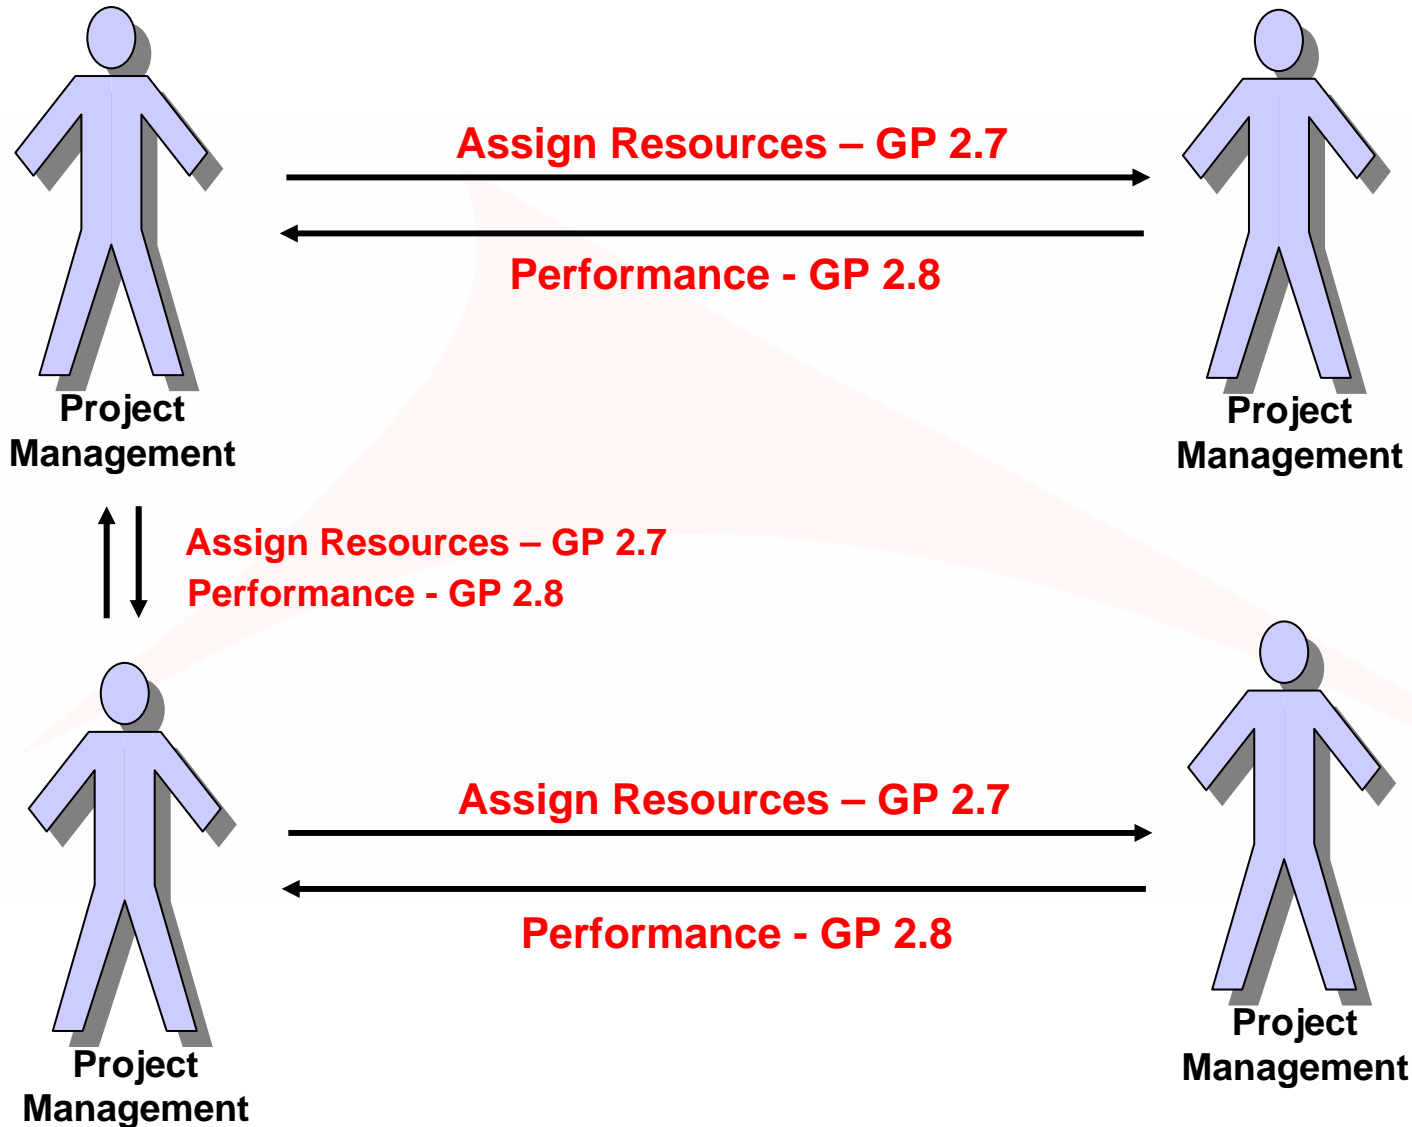 Assign Resources – GP 2.7
Performance - GP 2.8
Project
Management
Project
Management
Assign Resources – GP 2.7
Performance - GP 2.8
Assign Resources – GP 2.7
Performance - GP 2.8
Project
Management
Project
Management